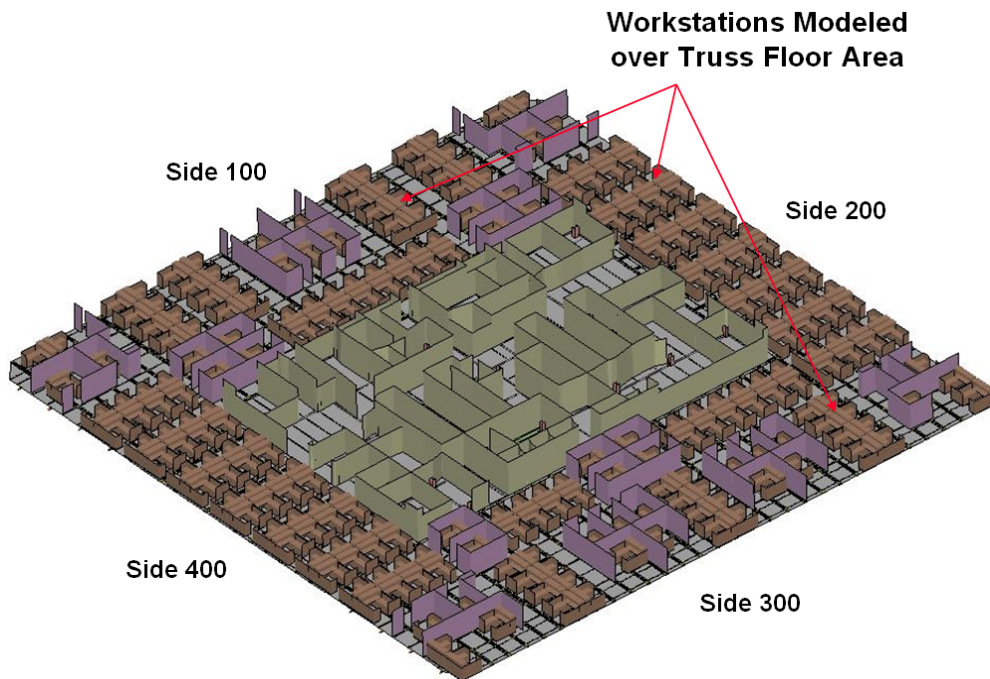 Workstations Modeled
over Truss Floor Area
Side 100
Side 200
Side 400
Side 300